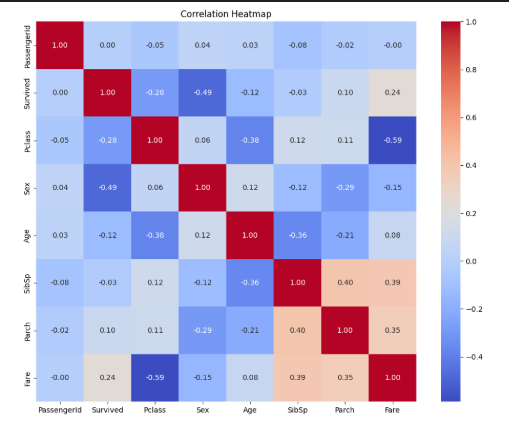 Correlation Heatmap
PassengerId 1.00 0.00 -0.05 0.04 0.03 -0.08 -0.02 -0.00
Survived 0.00 1.00 -0.28 -0.49 -0.12 -0.03 0.10 0.24
Pclass -0.05 -0.28 1.00 0.06 -0.38 0.12 0.11 -0.59
Sex 0.04 -0.49 0.06 1.00 0.12 -0.12 -0.29 -0.15
Age 0.03 -0.12 -0.38 0.12 1.00 -0.36 -0.21 0.08
SibSp -0.08 -0.03 0.12 -0.12 -0.36 1.00 0.40 0.39
Parch -0.02 0.10 0.11 -0.29 -0.21 0.40 1.00 0.35
Fare -0.00 0.24 -0.59 -0.15 0.08 0.39 0.35 1.00
PassengerId Survived Pclass Sex Age SibSp Parch Fare
1.0
0.8
0.6
0.4
0.2
0.0
−0.2
−0.4